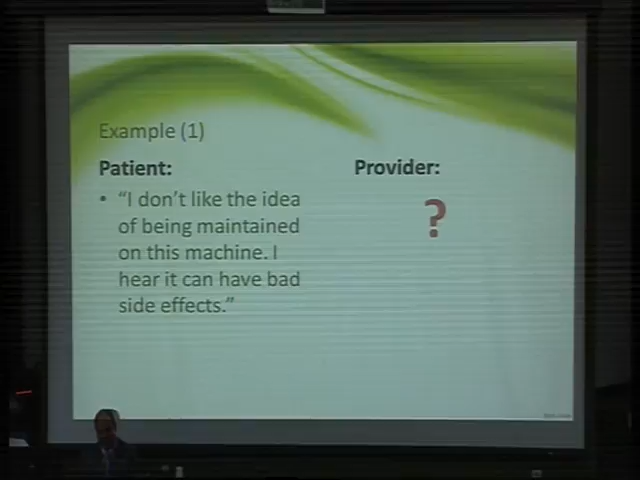 Example (1)
Patient:
Provider:
• “I don’t like the idea
of being maintained
on this machine. I
hear it can have bad
side effects.”
?